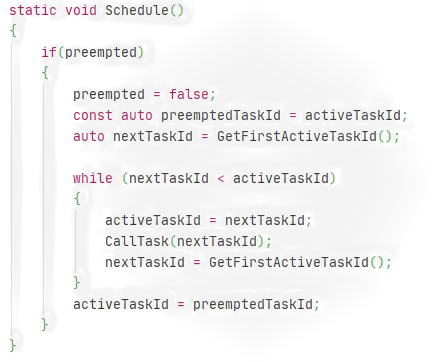 static void Schedule()
{
if(preempted)
{
preempted = false;
const auto preemptedTaskId = activeTaskId;
auto nextTaskId = GetFirstActiveTaskId();
while (nextTaskId < activeTaskId)
{
activeTaskId = nextTaskId;
CallTask(nextTaskId);
nextTaskId = GetFirstActiveTaskId();
}
activeTaskId = preemptedTaskId;
}
}